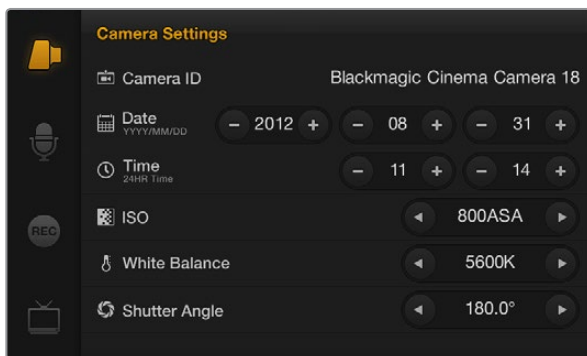 Camera Settings
Camera ID Blackmagic Cinema Camera 18
Date
YYYY/MM/DD
− 2012 + − 08 + − 31 +
Time
24HR Time
− 11 + − 14 +
REC
ISO 800ASA
White Balance 5600K
Shutter Angle 180.0°